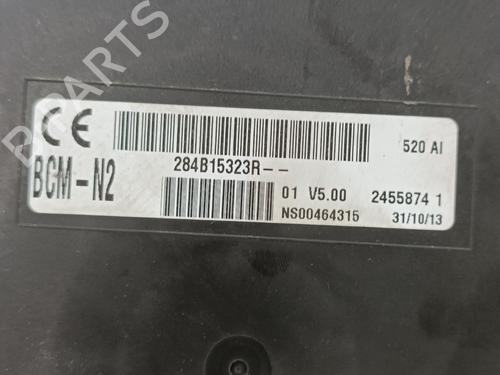 B-PARTS
CE
520 AI
BCM-N2
284B15323R--
01 V5.00
2455874 1
NS00464315
31/10/13